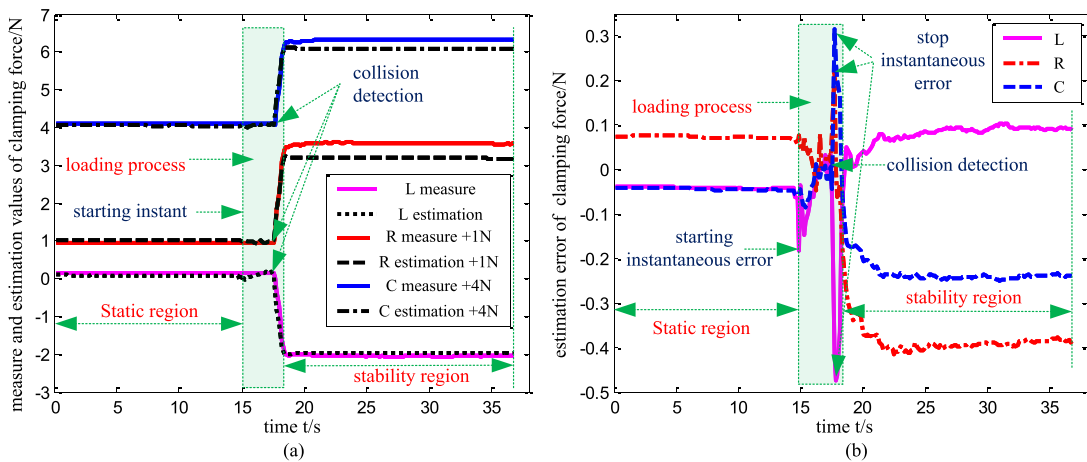 measure and estimation values of clamping force/N
7
6
5
4
3
2
1
0
-1
-2
-3
0
5
10
15
20
25
30
35
time t/s
(a)
collision
detection
loading process
starting instant
Static region
stability region
L measure
L estimation
R measure +1N
R estimation +1N
C measure +4N
C estimation +4N
estimation error of clamping force/N
0.3
0.2
0.1
0
-0.1
-0.2
-0.3
-0.4
-0.5
0
5
10
15
20
25
30
35
time t/s
(b)
stop
instantaneous
error
loading process
collision detection
starting
instantaneous error
Static region
stability region
L
R
C